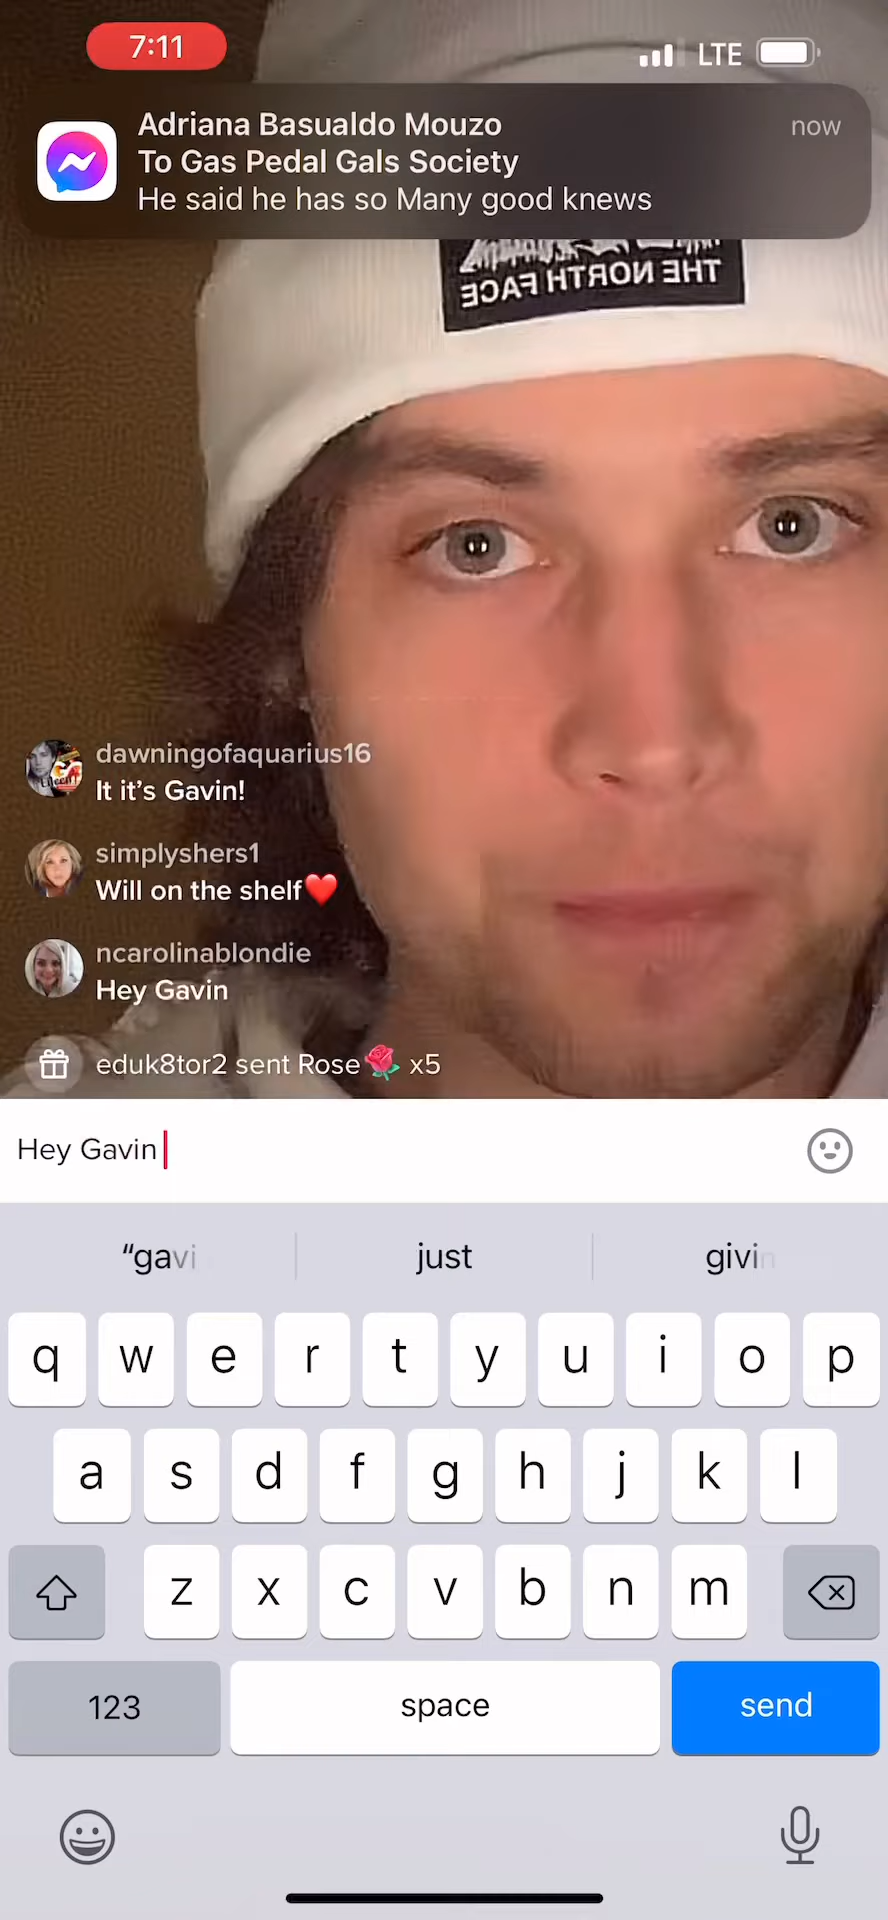 7:11
LTE
Adriana Basualdo Mouzo
now
To Gas Pedal Gals Society
He said he has so Many good knews
THE NORTH FACE
dawningofaquarius16
It it's Gavin!
simplyshers1
Will on the shelf❤️
ncarolinablondie
Hey Gavin
eduk8tor2 sent Rose🌹 x5
Hey Gavin
“gavi just givin
q w e r t y u i o p
a s d f g h j k l
z x c v b n m
123 space send